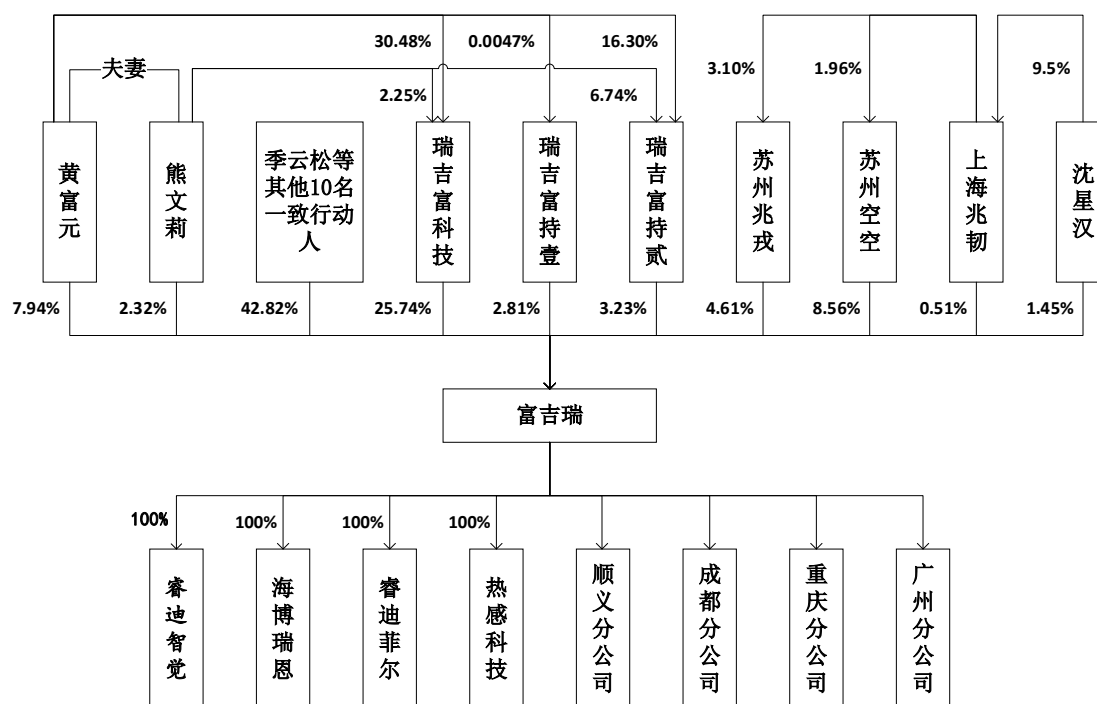 30.48%
0.0047%
16.30%
3.10%
1.96%
9.5%
夫妻
2.25%
6.74%
黄富元
熊文莉
季云松等
其他10名
一致行动
人
瑞吉富科技
瑞吉富持壹
瑞吉富持贰
苏州兆戎
苏州空空
上海兆韧
沈星汉
7.94%
2.32%
42.82%
25.74%
2.81%
3.23%
4.61%
8.56%
0.51%
1.45%
富吉瑞
100%
100%
100%
100%
睿迪智觉
海博瑞恩
睿迪菲尔
热感科技
顺义分公司
成都分公司
重庆分公司
广州分公司